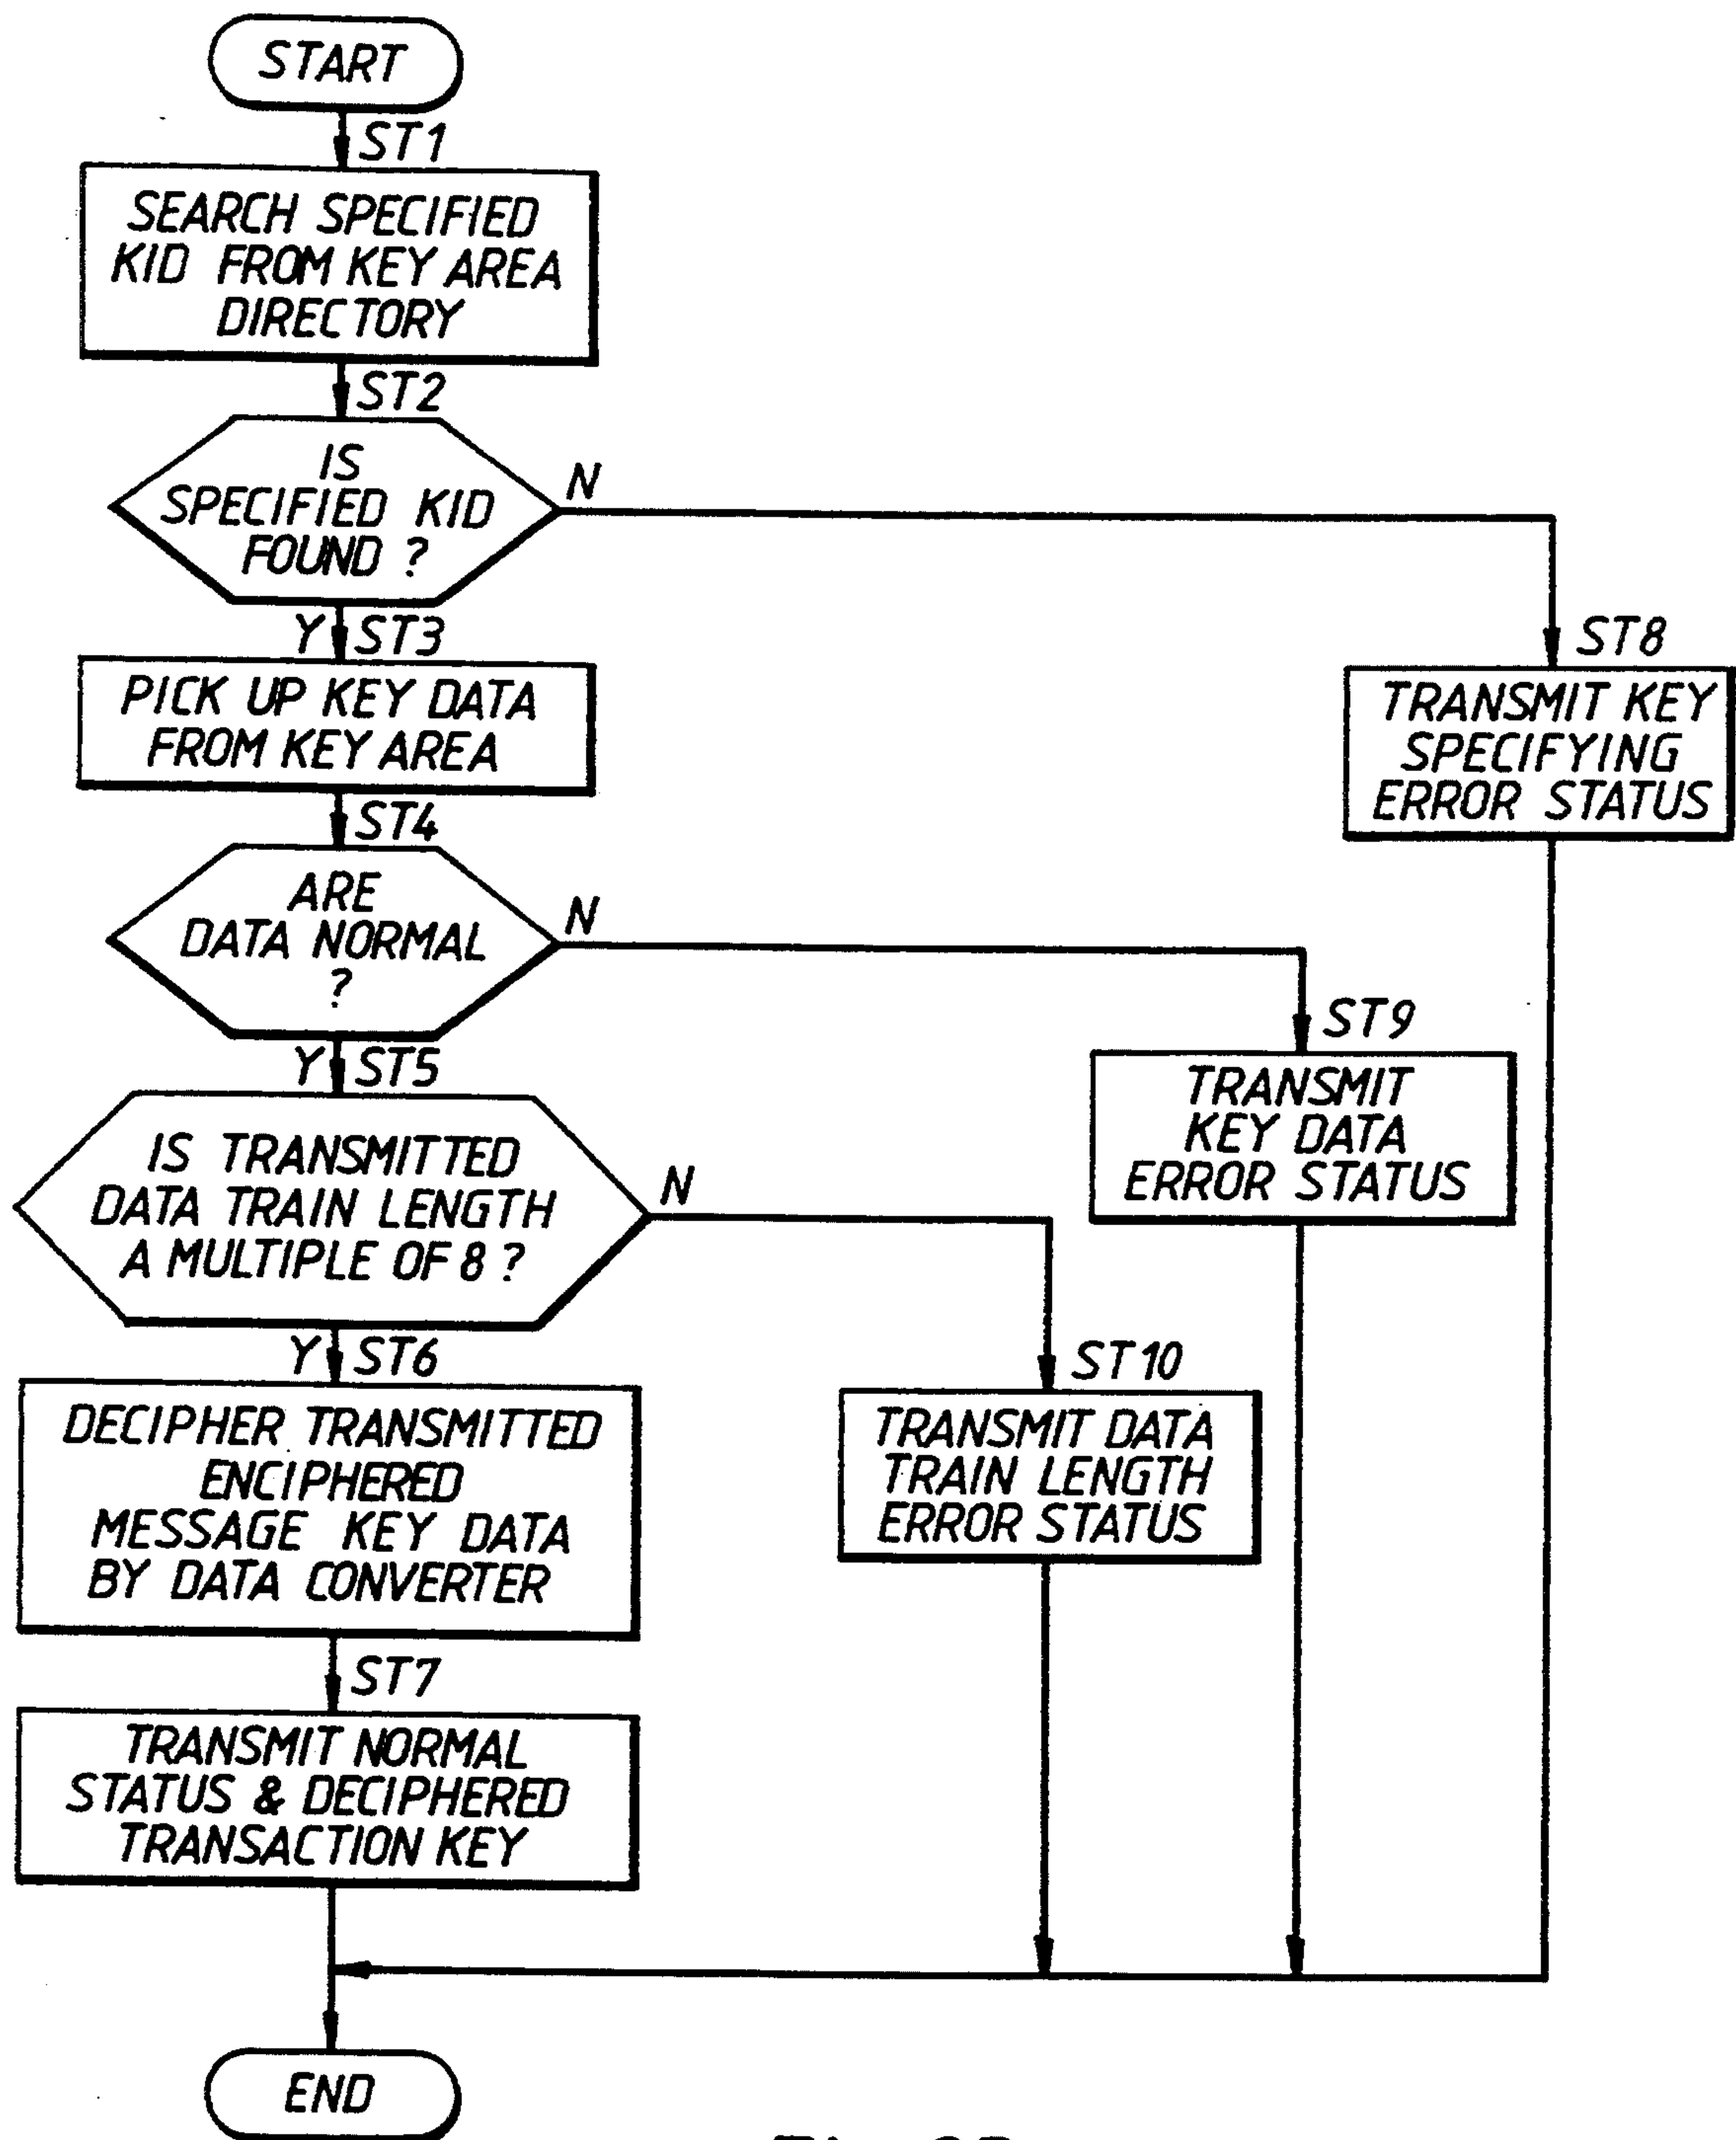 START
ST1
SEARCH SPECIFIED
KID FROM KEY AREA
DIRECTORY
ST2
IS
SPECIFIED KID
FOUND ?
N
Y
ST3
PICK UP KEY DATA
FROM KEY AREA
ST4
ARE
DATA NORMAL
?
N
Y
ST5
IS TRANSMITTED
DATA TRAIN LENGTH
A MULTIPLE OF 8 ?
N
Y
ST6
DECIPHER TRANSMITTED
ENCIPHERED
MESSAGE KEY DATA
BY DATA CONVERTER
ST7
TRANSMIT NORMAL
STATUS & DECIPHERED
TRANSACTION KEY
ST8
TRANSMIT KEY
SPECIFYING
ERROR STATUS
ST9
TRANSMIT
KEY DATA
ERROR STATUS
ST10
TRANSMIT DATA
TRAIN LENGTH
ERROR STATUS
END